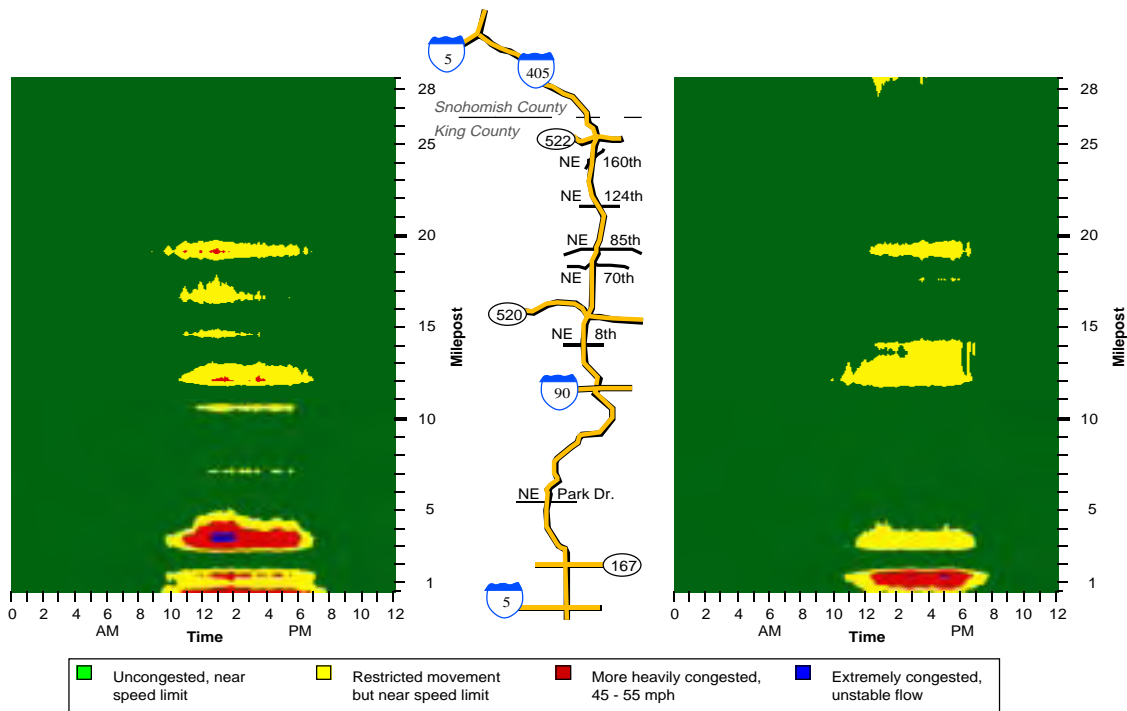 5
405
Snohomish County
King County
522
NE 160th
NE 124th
NE 85th
NE 70th
520
NE 8th
90
NE Park Dr.
167
5
28
25
20
15
10
5
1
Milepost
0 2 4 6 8 10 12 2 4 6 8 10 12
AM Time PM
28
25
20
15
10
5
1
Milepost
0 2 4 6 8 10 12 2 4 6 8 10 12
AM Time PM
Uncongested, near
speed limit
Restricted movement
but near speed limit
More heavily congested,
45 - 55 mph
Extremely congested,
unstable flow